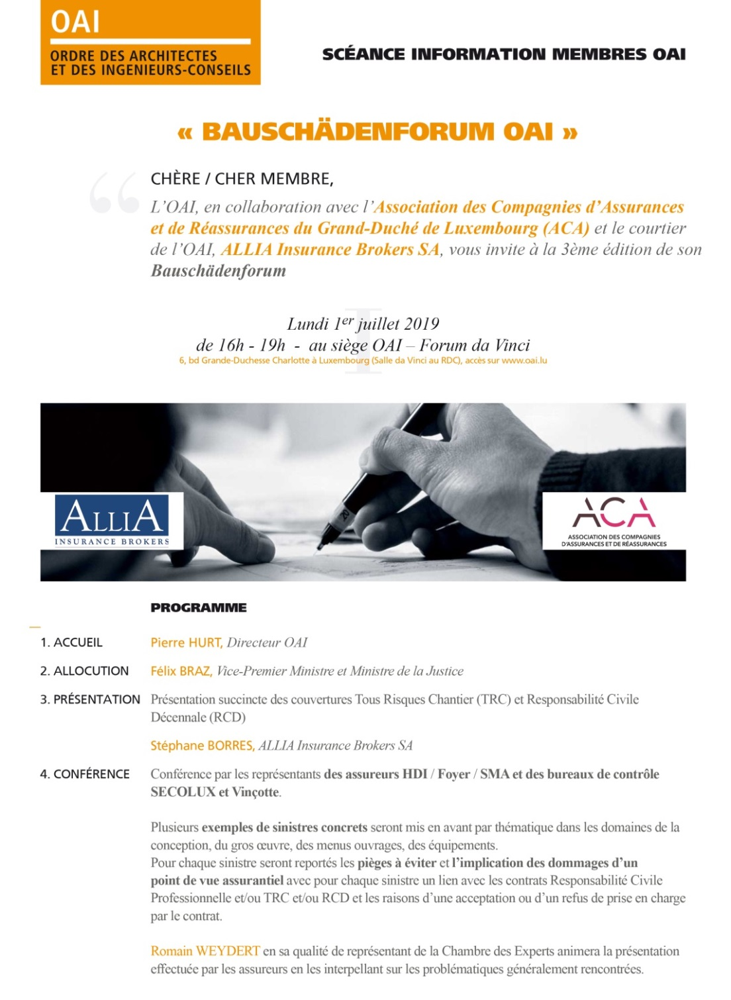 OAI
ORDRE DES ARCHITECTES
ET DES INGENIEURS-CONSEILS
SCÉANCE INFORMATION MEMBRES OAI
« BAUSCHÄDENFORUM OAI »
“
CHÈRE / CHER MEMBRE,
L’OAI, en collaboration avec l’Association des Compagnies d’Assurances
et de Réassurances du Grand-Duché de Luxembourg (ACA) et le courtier
de l’OAI, ALLIA Insurance Brokers SA, vous invite à la 3ème édition de son
Bauschädenforum
I
Lundi 1er juillet 2019
de 16h - 19h - au siège OAI – Forum da Vinci
6, bd Grande-Duchesse Charlotte à Luxembourg (Salle da Vinci au RDC), accès sur www.oai.lu
20
ALLIA
INSURANCE BROKERS
ACA
ASSOCIATION DES COMPAGNIES
D’ASSURANCES ET DE RÉASSURANCES
PROGRAMME
1. ACCUEIL Pierre HURT, Directeur OAI
2. ALLOCUTION Félix BRAZ, Vice-Premier Ministre et Ministre de la Justice
3. PRÉSENTATION Présentation succincte des couvertures Tous Risques Chantier (TRC) et Responsabilité Civile
Décennale (RCD)
Stéphane BORRES, ALLIA Insurance Brokers SA
4. CONFÉRENCE Conférence par les représentants des assureurs HDI / Foyer / SMA et des bureaux de contrôle
SECOLUX et Vinçotte.
Plusieurs exemples de sinistres concrets seront mis en avant par thématique dans les domaines de la
conception, du gros œuvre, des menus ouvrages, des équipements.
Pour chaque sinistre seront reportés les pièges à éviter et l’implication des dommages d’un
point de vue assurantiel avec pour chaque sinistre un lien avec les contrats Responsabilité Civile
Professionnelle et/ou TRC et/ou RCD et les raisons d’une acceptation ou d’un refus de prise en charge
par le contrat.
Romain WEYDERT en sa qualité de représentant de la Chambre des Experts animera la présentation
effectuée par les assureurs en les interpellant sur les problématiques généralement rencontrées.